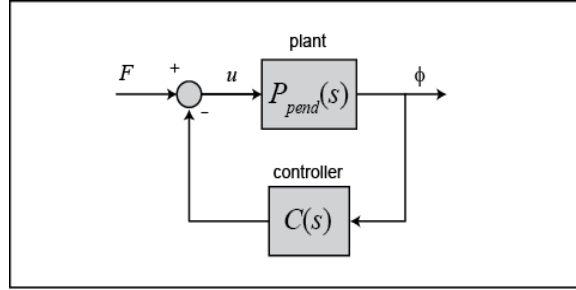 plant
F + u P_pend(s) ϕ
-
controller
C(s)